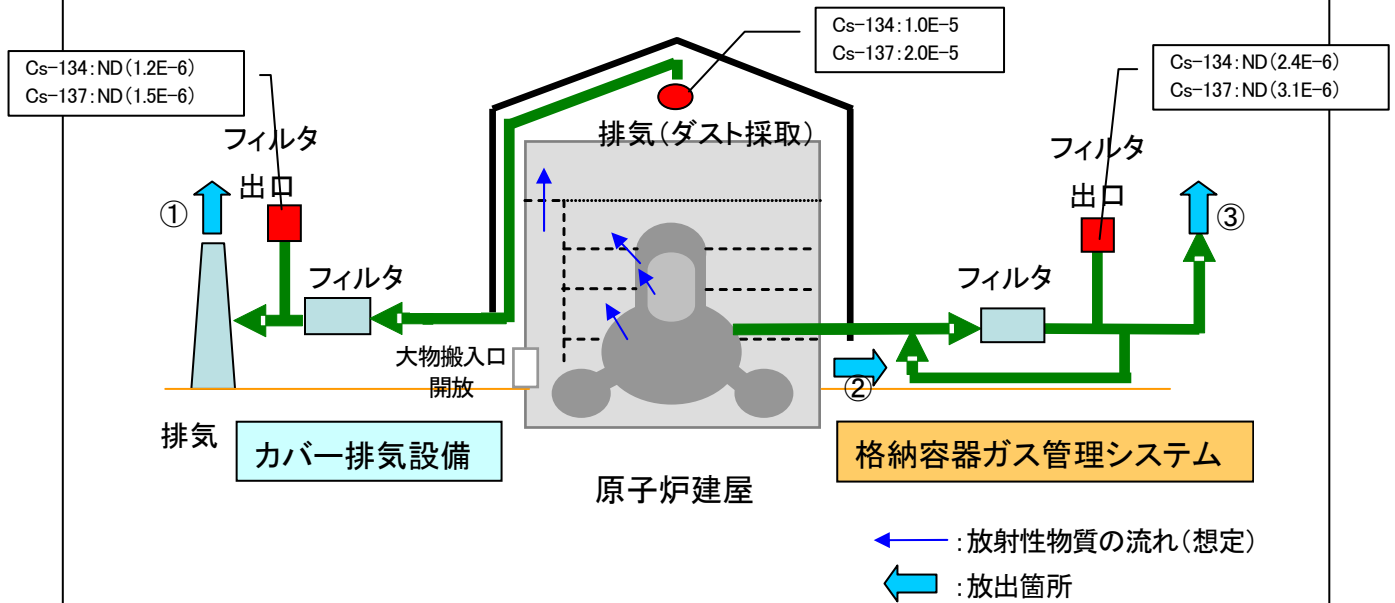 Cs-134:1.0E-5
Cs-137:2.0E-5
Cs-134:ND(1.2E-6)
Cs-137:ND(1.5E-6)
Cs-134:ND(2.4E-6)
Cs-137:ND(3.1E-6)
フィルタ
出口
排気(ダスト採取)
フィルタ
出口
①
③
フィルタ
フィルタ
大物搬入口
開放
②
排気
カバー排気設備
格納容器ガス管理システム
原子炉建屋
:放射性物質の流れ(想定)
:放出箇所